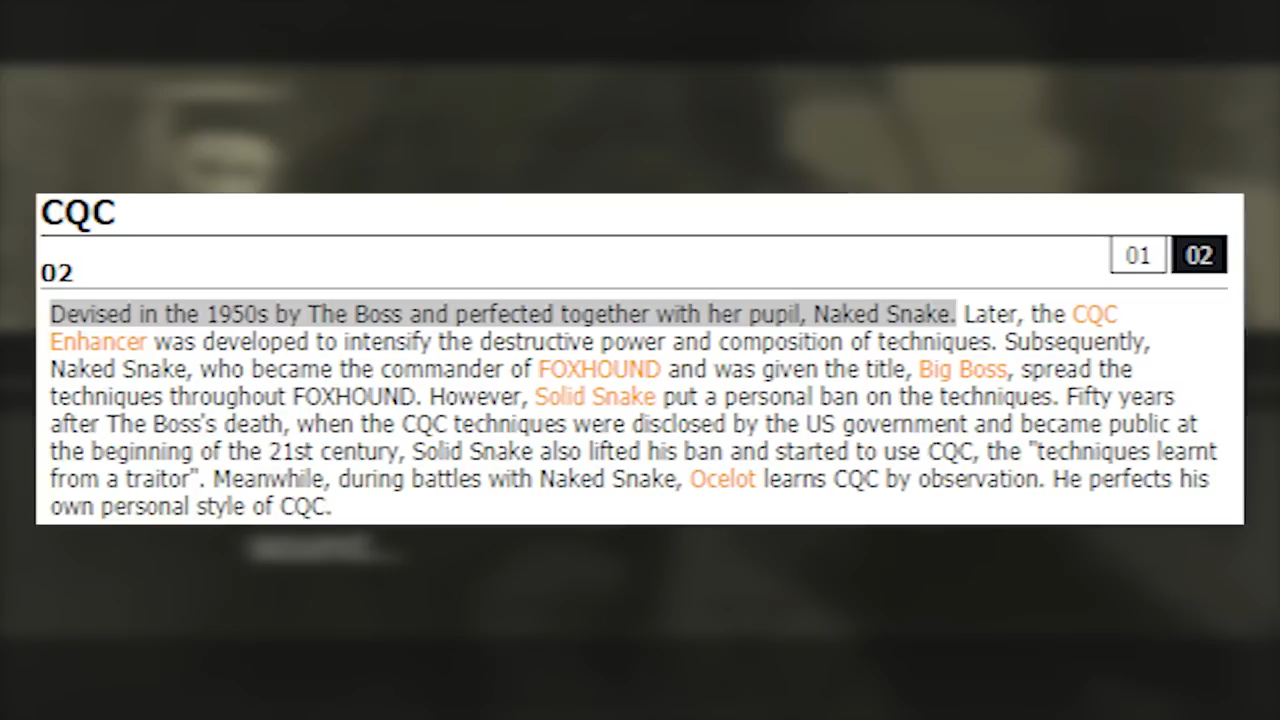 CQC
01 02
02
Devised in the 1950s by The Boss and perfected together with her pupil, Naked Snake. Later, the CQC
Enhancer was developed to intensify the destructive power and composition of techniques. Subsequently,
Naked Snake, who became the commander of FOXHOUND and was given the title, Big Boss, spread the
techniques throughout FOXHOUND. However, Solid Snake put a personal ban on the techniques. Fifty years
after The Boss's death, when the CQC techniques were disclosed by the US government and became public at
the beginning of the 21st century, Solid Snake also lifted his ban and started to use CQC, the "techniques learnt
from a traitor". Meanwhile, during battles with Naked Snake, Ocelot learns CQC by observation. He perfects his
own personal style of CQC.